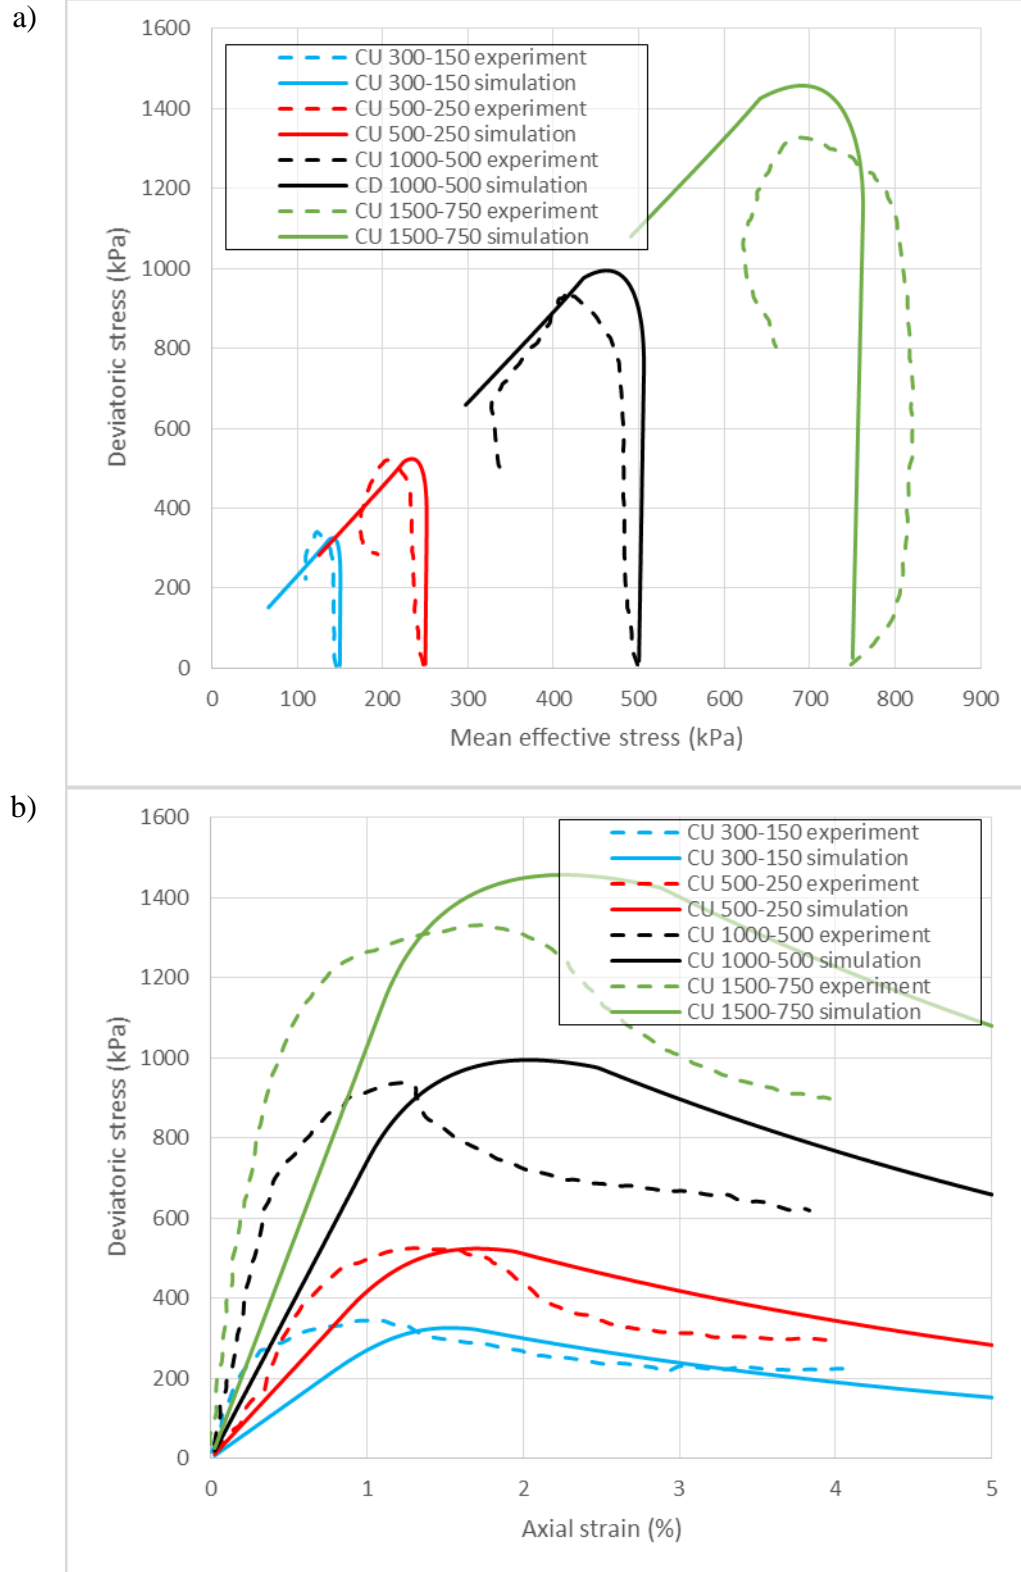 a)
1600
1400
1200
1000
800
600
400
200
0
Deviatoric stress (kPa)
CU 300-150 experiment
CU 300-150 simulation
CU 500-250 experiment
CU 500-250 simulation
CU 1000-500 experiment
CD 1000-500 simulation
CU 1500-750 experiment
CU 1500-750 simulation
0 100 200 300 400 500 600 700 800 900
Mean effective stress (kPa)
b)
1600
1400
1200
1000
800
600
400
200
0
Deviatoric stress (kPa)
CU 300-150 experiment
CU 300-150 simulation
CU 500-250 experiment
CU 500-250 simulation
CU 1000-500 experiment
CU 1000-500 simulation
CU 1500-750 experiment
CU 1500-750 simulation
0 1 2 3 4 5
Axial strain (%)